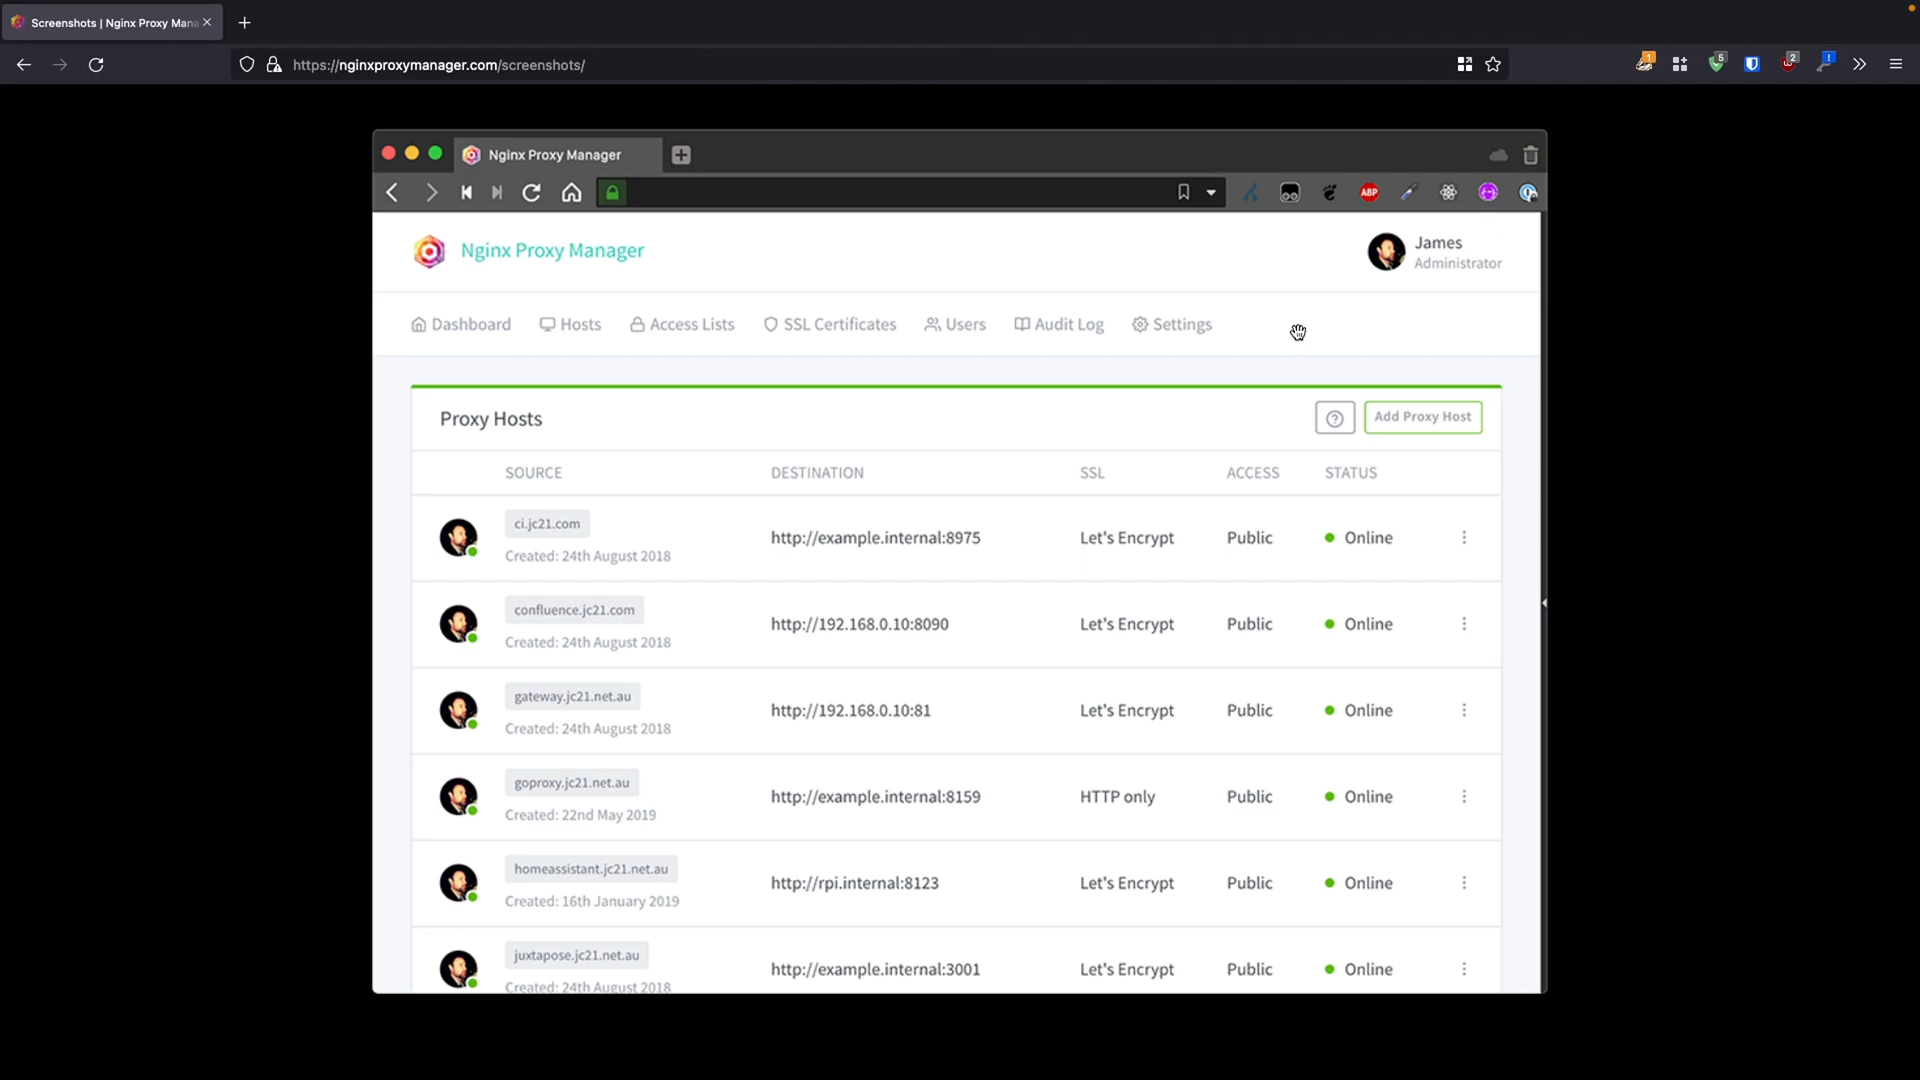 Screenshots | Nginx Proxy Man
https://nginxproxymanager.com/screenshots/
1
5
2
!
Nginx Proxy Manager
ABP
Nginx Proxy Manager
James
Administrator
Dashboard Hosts Access Lists SSL Certificates Users Audit Log Settings
Proxy Hosts
Add Proxy Host
SOURCE DESTINATION SSL ACCESS STATUS
ci.jc21.com
Created: 24th August 2018
http://example.internal:8975 Let's Encrypt Public Online
confluence.jc21.com
Created: 24th August 2018
http://192.168.0.10:8090 Let's Encrypt Public Online
gateway.jc21.net.au
Created: 24th August 2018
http://192.168.0.10:81 Let's Encrypt Public Online
goproxy.jc21.net.au
Created: 22nd May 2019
http://example.internal:8159 HTTP only Public Online
homeassistant.jc21.net.au
Created: 16th January 2019
http://rpi.internal:8123 Let's Encrypt Public Online
juxtapose.jc21.net.au
Created: 24th August 2018
http://example.internal:3001 Let's Encrypt Public Online